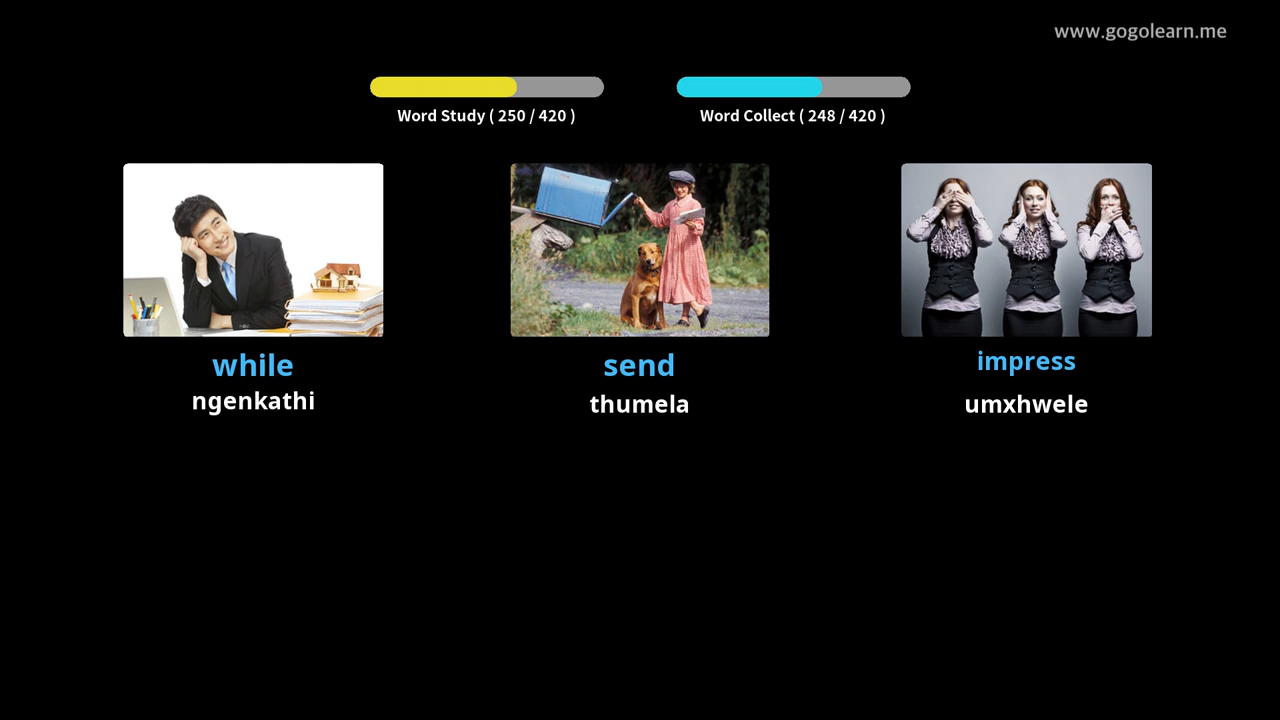 www.gogolearn.me
Word Study ( 250 / 420 )
Word Collect ( 248 / 420 )
while
ngenkathi
send
thumela
impress
umxhwele